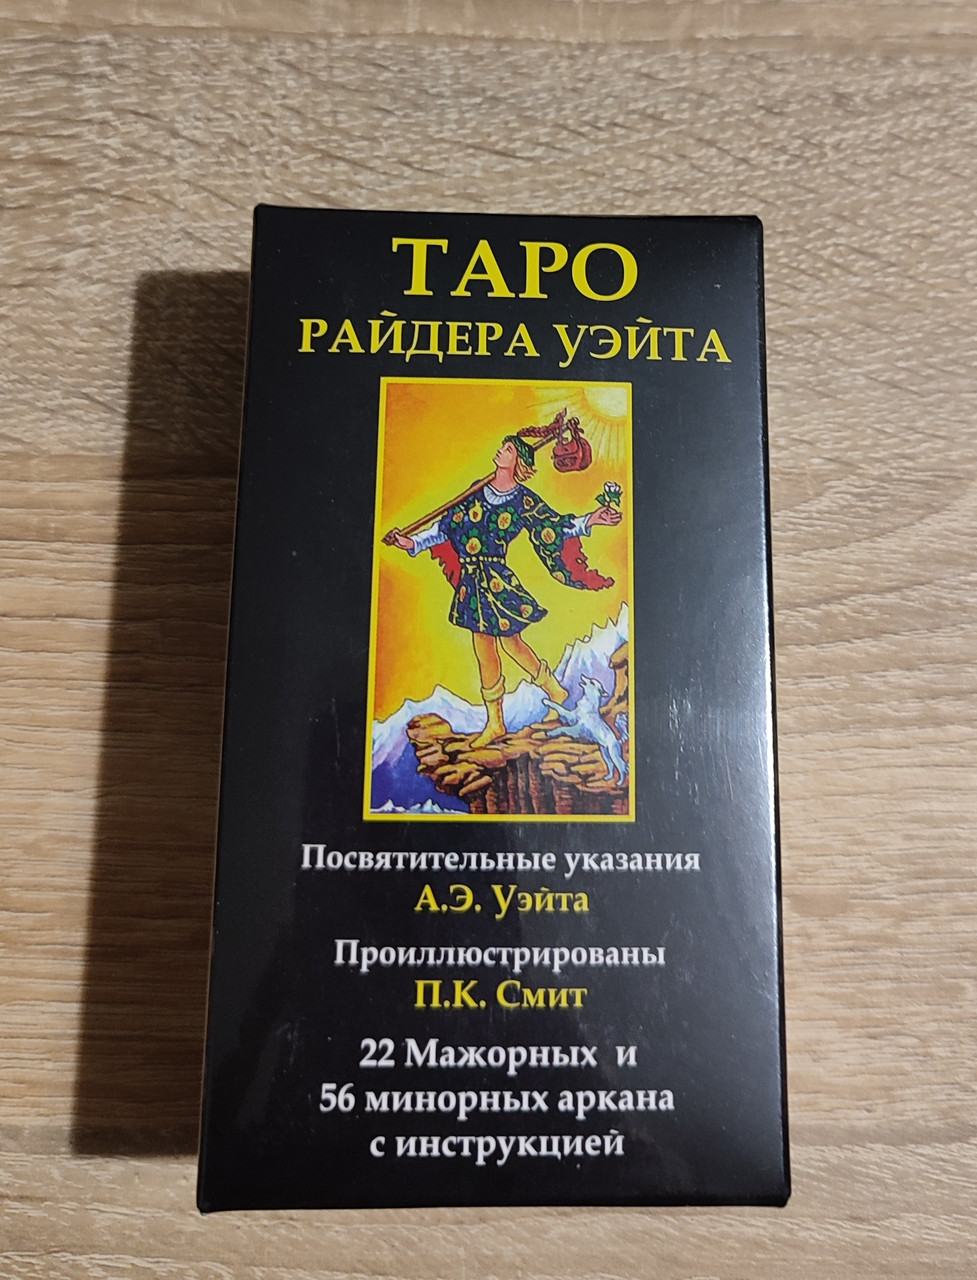 ТАРО
РАЙДЕРА УЭЙТА
Посвятительные указания
А.Э. Уэйта
Проиллюстрированы
П.К. Смит
22 Мажорных и
56 минорных аркана
с инструкцией